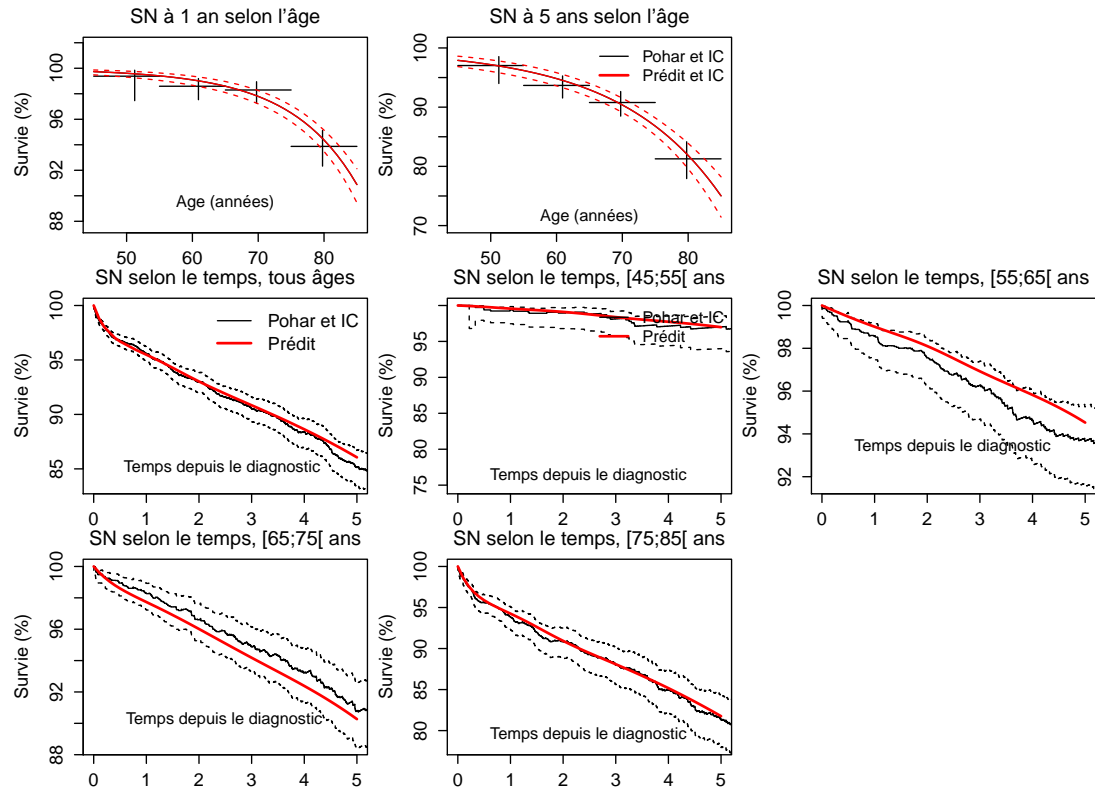 SN à 1 an selon l'âge
Survie (%)
100
96
92
88
Age (années)
50 60 70 80
SN à 5 ans selon l'âge
Survie (%)
100
90
80
70
Pohar et IC
Prédit et IC
Age (années)
50 60 70 80
SN selon le temps, tous âges
Survie (%)
100
95
90
85
Pohar et IC
Prédit
Temps depuis le diagnostic
0 1 2 3 4 5
SN selon le temps, [45;55[ ans
Survie (%)
95
90
85
80
75
Pohar et IC
Prédit
Temps depuis le diagnostic
0 1 2 3 4 5
SN selon le temps, [55;65[ ans
Survie (%)
100
98
96
94
92
Temps depuis le diagnostic
0 1 2 3 4 5
SN selon le temps, [65;75[ ans
Survie (%)
100
96
92
88
Temps depuis le diagnostic
0 1 2 3 4 5
SN selon le temps, [75;85[ ans
Survie (%)
100
95
90
85
80
Temps depuis le diagnostic
0 1 2 3 4 5